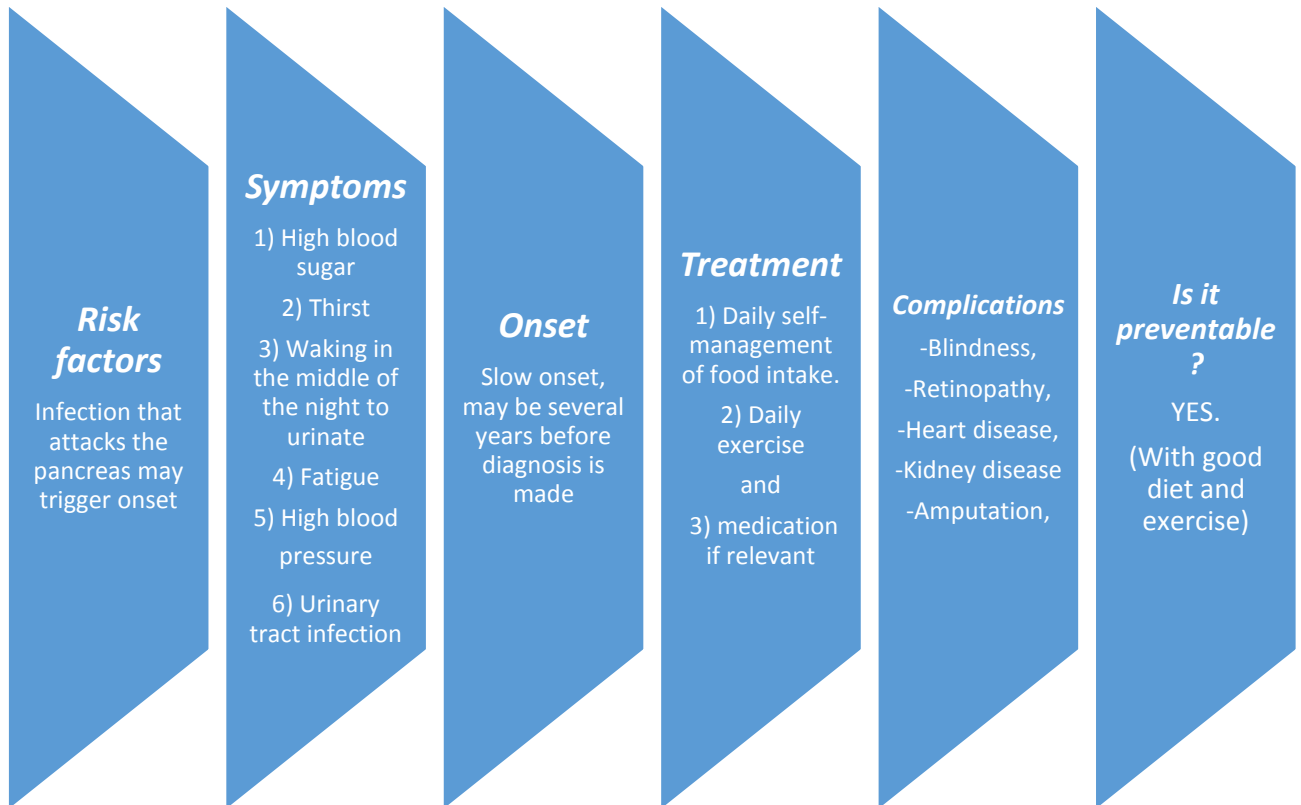 Risk
factors
Infection that
attacks the
pancreas may
trigger onset
Symptoms
1) High blood
sugar
2) Thirst
3) Waking in
the middle of
the night to
urinate
4) Fatigue
5) High blood
pressure
6) Urinary
tract infection
Onset
Slow onset,
may be several
years before
diagnosis is
made
Treatment
1) Daily self-
management
of food intake.
2) Daily
exercise
and
3) medication
if relevant
Complications
-Blindness,
-Retinopathy,
-Heart disease,
-Kidney disease
-Amputation,
Is it
preventable
?
YES.
(With good
diet and
exercise)